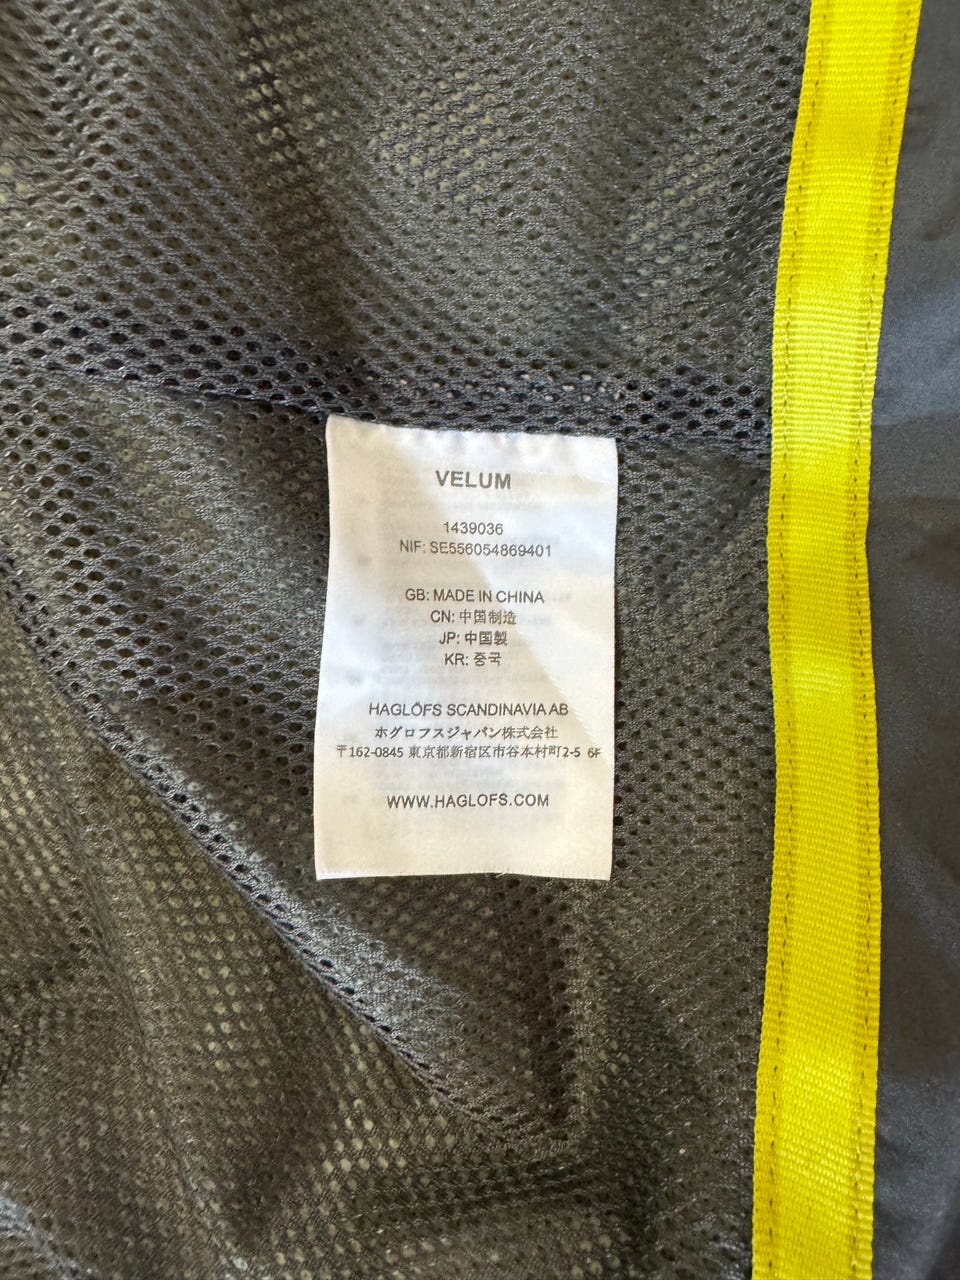 VELUM
1439036
NIF: SE556054869401
GB: MADE IN CHINA
CN: 中国制造
JP: 中国製
KR: 중국
HAGLÖFS SCANDINAVIA AB
ホグロフスジャパン株式会社
〒162-0845 東京都新宿区市谷本村町2-5 6F
WWW.HAGLOFS.COM